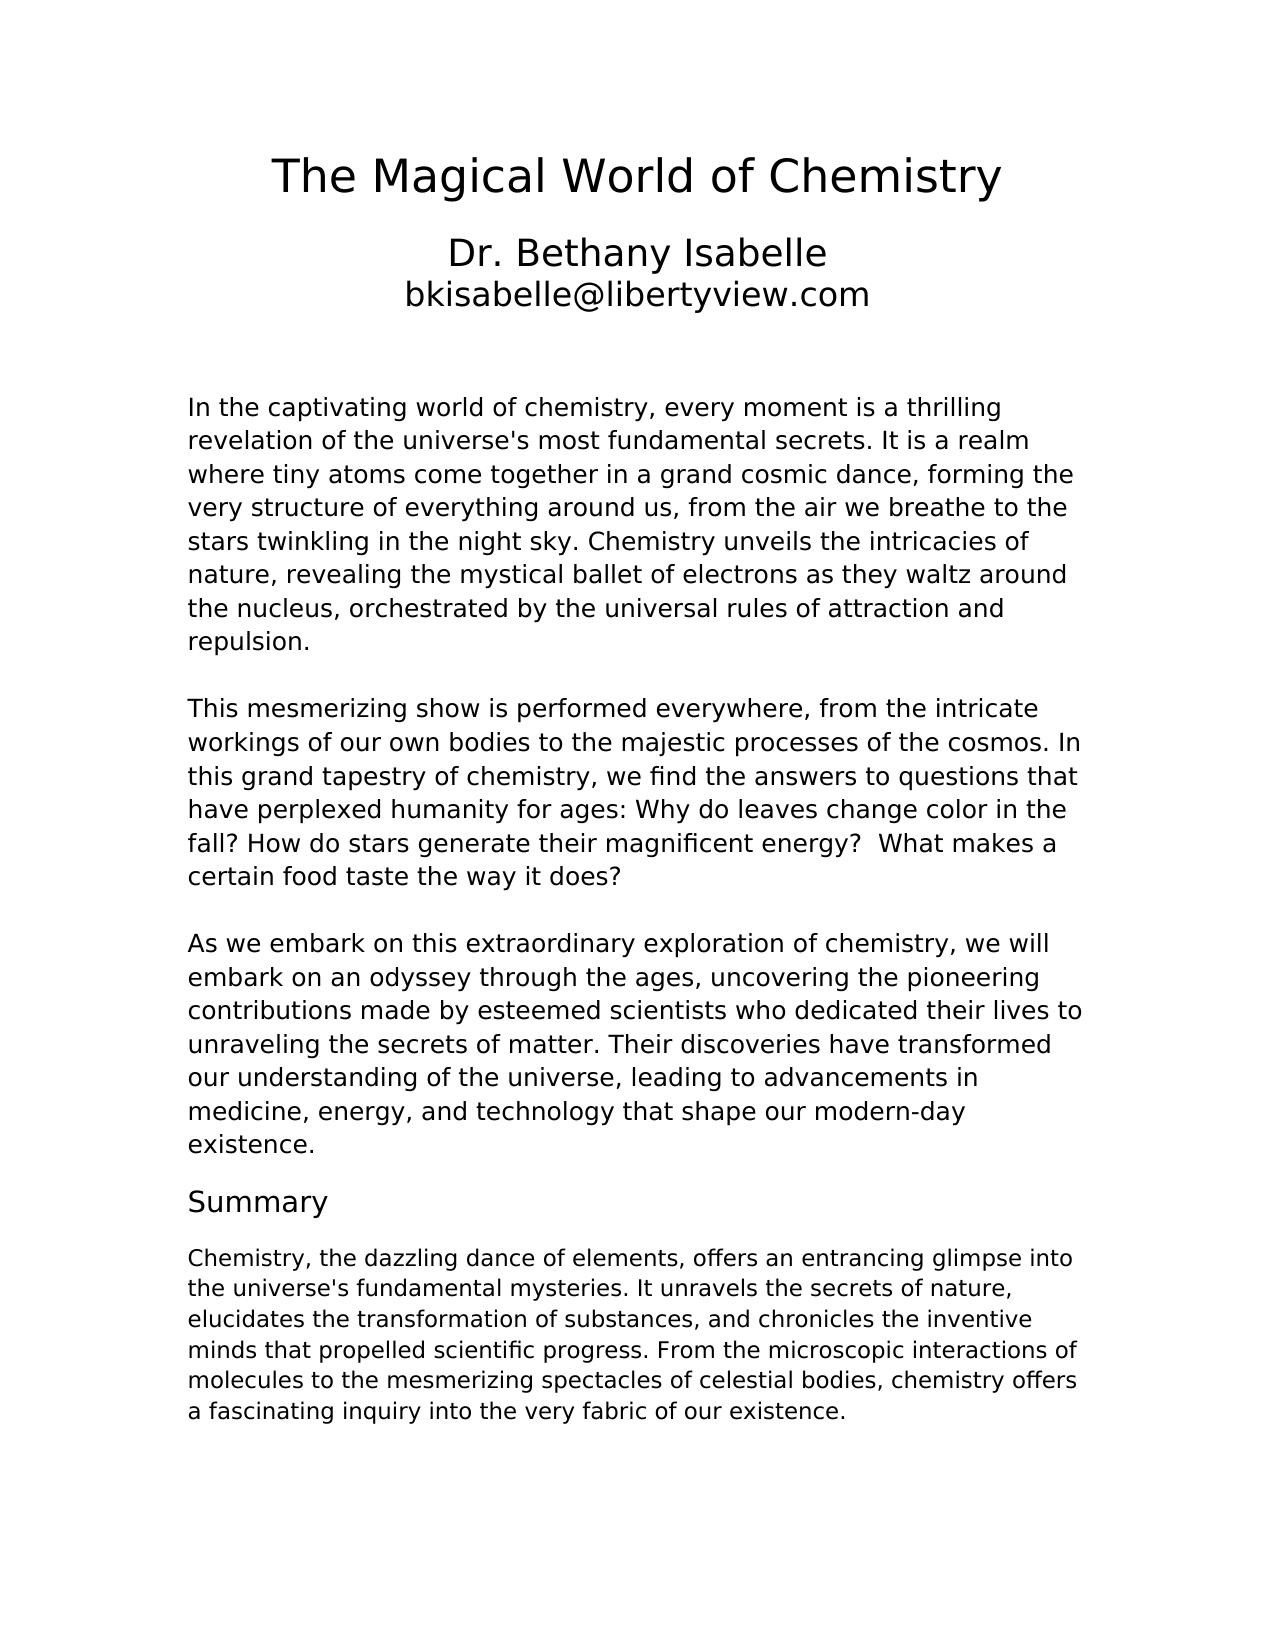 The Magical World of Chemistry
Dr. Bethany Isabelle
bkisabelle@libertyview.com
In the captivating world of chemistry, every moment is a thrilling
revelation of the universe's most fundamental secrets. It is a realm
where tiny atoms come together in a grand cosmic dance, forming the
very structure of everything around us, from the air we breathe to the
stars twinkling in the night sky. Chemistry unveils the intricacies of
nature, revealing the mystical ballet of electrons as they waltz around
the nucleus, orchestrated by the universal rules of attraction and
repulsion.
This mesmerizing show is performed everywhere, from the intricate
workings of our own bodies to the majestic processes of the cosmos. In
this grand tapestry of chemistry, we find the answers to questions that
have perplexed humanity for ages: Why do leaves change color in the
fall? How do stars generate their magnificent energy?  What makes a
certain food taste the way it does?
As we embark on this extraordinary exploration of chemistry, we will
embark on an odyssey through the ages, uncovering the pioneering
contributions made by esteemed scientists who dedicated their lives to
unraveling the secrets of matter. Their discoveries have transformed
our understanding of the universe, leading to advancements in
medicine, energy, and technology that shape our modern-day
existence.
Summary
Chemistry, the dazzling dance of elements, offers an entrancing glimpse into
the universe's fundamental mysteries. It unravels the secrets of nature,
elucidates the transformation of substances, and chronicles the inventive
minds that propelled scientific progress. From the microscopic interactions of
molecules to the mesmerizing spectacles of celestial bodies, chemistry offers
a fascinating inquiry into the very fabric of our existence.